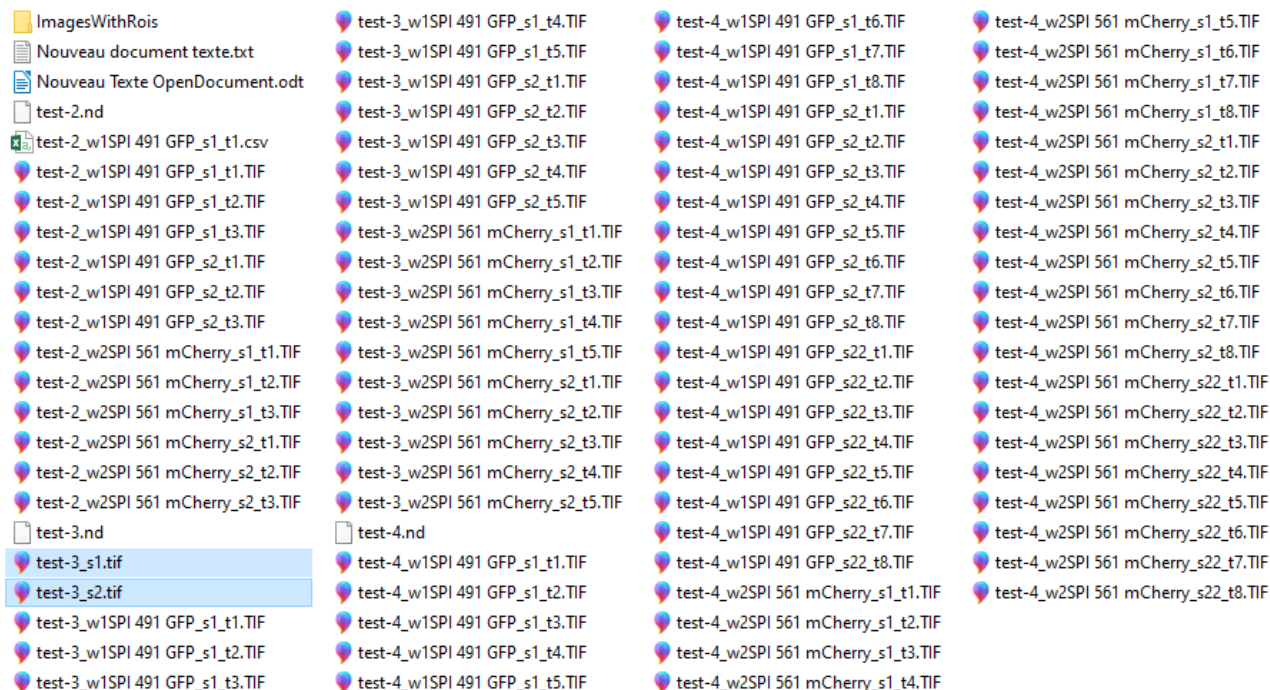 ImagesWithRois
Nouveau document texte.txt
Nouveau Texte OpenDocument.odt
test-2.nd
test-2_w1SPI 491 GFP_s1_t1.csv
test-2_w1SPI 491 GFP_s1_t1.TIF
test-2_w1SPI 491 GFP_s1_t2.TIF
test-2_w1SPI 491 GFP_s1_t3.TIF
test-2_w1SPI 491 GFP_s2_t1.TIF
test-2_w1SPI 491 GFP_s2_t2.TIF
test-2_w1SPI 491 GFP_s2_t3.TIF
test-2_w2SPI 561 mCherry_s1_t1.TIF
test-2_w2SPI 561 mCherry_s1_t2.TIF
test-2_w2SPI 561 mCherry_s1_t3.TIF
test-2_w2SPI 561 mCherry_s2_t1.TIF
test-2_w2SPI 561 mCherry_s2_t2.TIF
test-2_w2SPI 561 mCherry_s2_t3.TIF
test-3.nd
test-3_s1.tif
test-3_s2.tif
test-3_w1SPI 491 GFP_s1_t1.TIF
test-3_w1SPI 491 GFP_s1_t2.TIF
test-3_w1SPI 491 GFP_s1_t3.TIF
test-3_w1SPI 491 GFP_s1_t4.TIF
test-3_w1SPI 491 GFP_s1_t5.TIF
test-3_w1SPI 491 GFP_s2_t1.TIF
test-3_w1SPI 491 GFP_s2_t2.TIF
test-3_w1SPI 491 GFP_s2_t3.TIF
test-3_w1SPI 491 GFP_s2_t4.TIF
test-3_w1SPI 491 GFP_s2_t5.TIF
test-3_w2SPI 561 mCherry_s1_t1.TIF
test-3_w2SPI 561 mCherry_s1_t2.TIF
test-3_w2SPI 561 mCherry_s1_t3.TIF
test-3_w2SPI 561 mCherry_s1_t4.TIF
test-3_w2SPI 561 mCherry_s1_t5.TIF
test-3_w2SPI 561 mCherry_s2_t1.TIF
test-3_w2SPI 561 mCherry_s2_t2.TIF
test-3_w2SPI 561 mCherry_s2_t3.TIF
test-3_w2SPI 561 mCherry_s2_t4.TIF
test-3_w2SPI 561 mCherry_s2_t5.TIF
test-4.nd
test-4_w1SPI 491 GFP_s1_t1.TIF
test-4_w1SPI 491 GFP_s1_t2.TIF
test-4_w1SPI 491 GFP_s1_t3.TIF
test-4_w1SPI 491 GFP_s1_t4.TIF
test-4_w1SPI 491 GFP_s1_t5.TIF
test-4_w1SPI 491 GFP_s1_t6.TIF
test-4_w1SPI 491 GFP_s1_t7.TIF
test-4_w1SPI 491 GFP_s1_t8.TIF
test-4_w1SPI 491 GFP_s2_t1.TIF
test-4_w1SPI 491 GFP_s2_t2.TIF
test-4_w1SPI 491 GFP_s2_t3.TIF
test-4_w1SPI 491 GFP_s2_t4.TIF
test-4_w1SPI 491 GFP_s2_t5.TIF
test-4_w1SPI 491 GFP_s2_t6.TIF
test-4_w1SPI 491 GFP_s2_t7.TIF
test-4_w1SPI 491 GFP_s2_t8.TIF
test-4_w1SPI 491 GFP_s22_t1.TIF
test-4_w1SPI 491 GFP_s22_t2.TIF
test-4_w1SPI 491 GFP_s22_t3.TIF
test-4_w1SPI 491 GFP_s22_t4.TIF
test-4_w1SPI 491 GFP_s22_t5.TIF
test-4_w1SPI 491 GFP_s22_t6.TIF
test-4_w1SPI 491 GFP_s22_t7.TIF
test-4_w1SPI 491 GFP_s22_t8.TIF
test-4_w2SPI 561 mCherry_s1_t1.TIF
test-4_w2SPI 561 mCherry_s1_t2.TIF
test-4_w2SPI 561 mCherry_s1_t3.TIF
test-4_w2SPI 561 mCherry_s1_t4.TIF
test-4_w2SPI 561 mCherry_s1_t5.TIF
test-4_w2SPI 561 mCherry_s1_t6.TIF
test-4_w2SPI 561 mCherry_s1_t7.TIF
test-4_w2SPI 561 mCherry_s1_t8.TIF
test-4_w2SPI 561 mCherry_s2_t1.TIF
test-4_w2SPI 561 mCherry_s2_t2.TIF
test-4_w2SPI 561 mCherry_s2_t3.TIF
test-4_w2SPI 561 mCherry_s2_t4.TIF
test-4_w2SPI 561 mCherry_s2_t5.TIF
test-4_w2SPI 561 mCherry_s2_t6.TIF
test-4_w2SPI 561 mCherry_s2_t7.TIF
test-4_w2SPI 561 mCherry_s2_t8.TIF
test-4_w2SPI 561 mCherry_s22_t1.TIF
test-4_w2SPI 561 mCherry_s22_t2.TIF
test-4_w2SPI 561 mCherry_s22_t3.TIF
test-4_w2SPI 561 mCherry_s22_t4.TIF
test-4_w2SPI 561 mCherry_s22_t5.TIF
test-4_w2SPI 561 mCherry_s22_t6.TIF
test-4_w2SPI 561 mCherry_s22_t7.TIF
test-4_w2SPI 561 mCherry_s22_t8.TIF